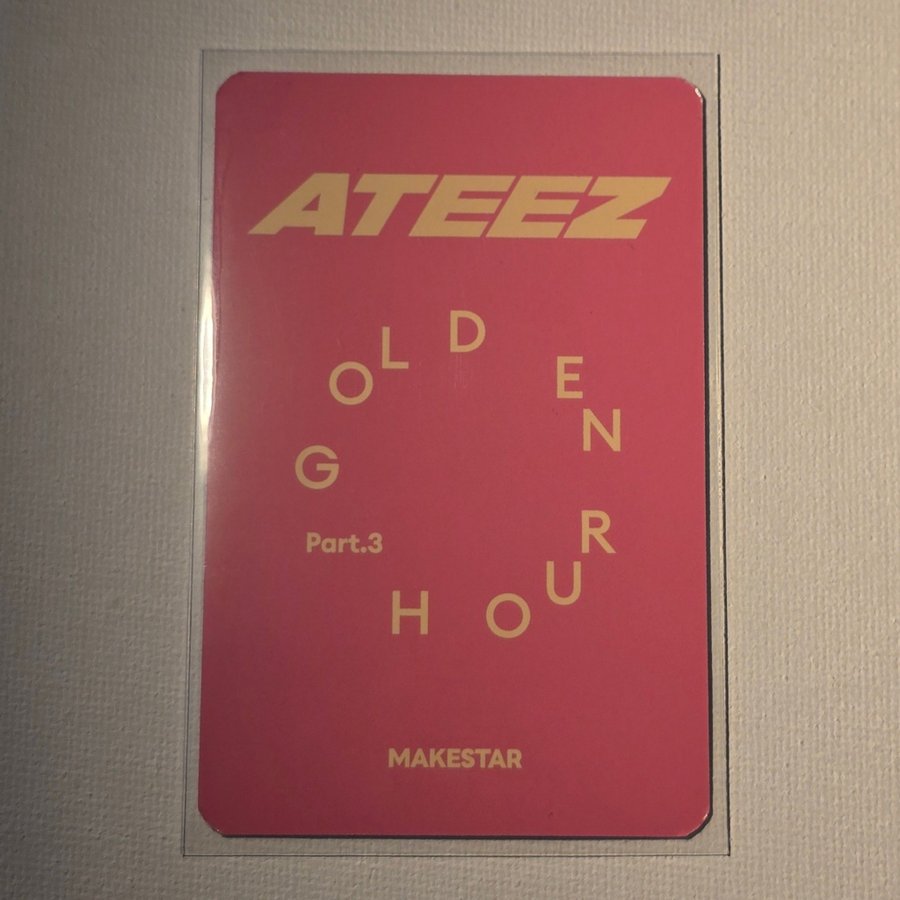 ATEEZ
GOLDEN
HOUR
Part.3
MAKESTAR